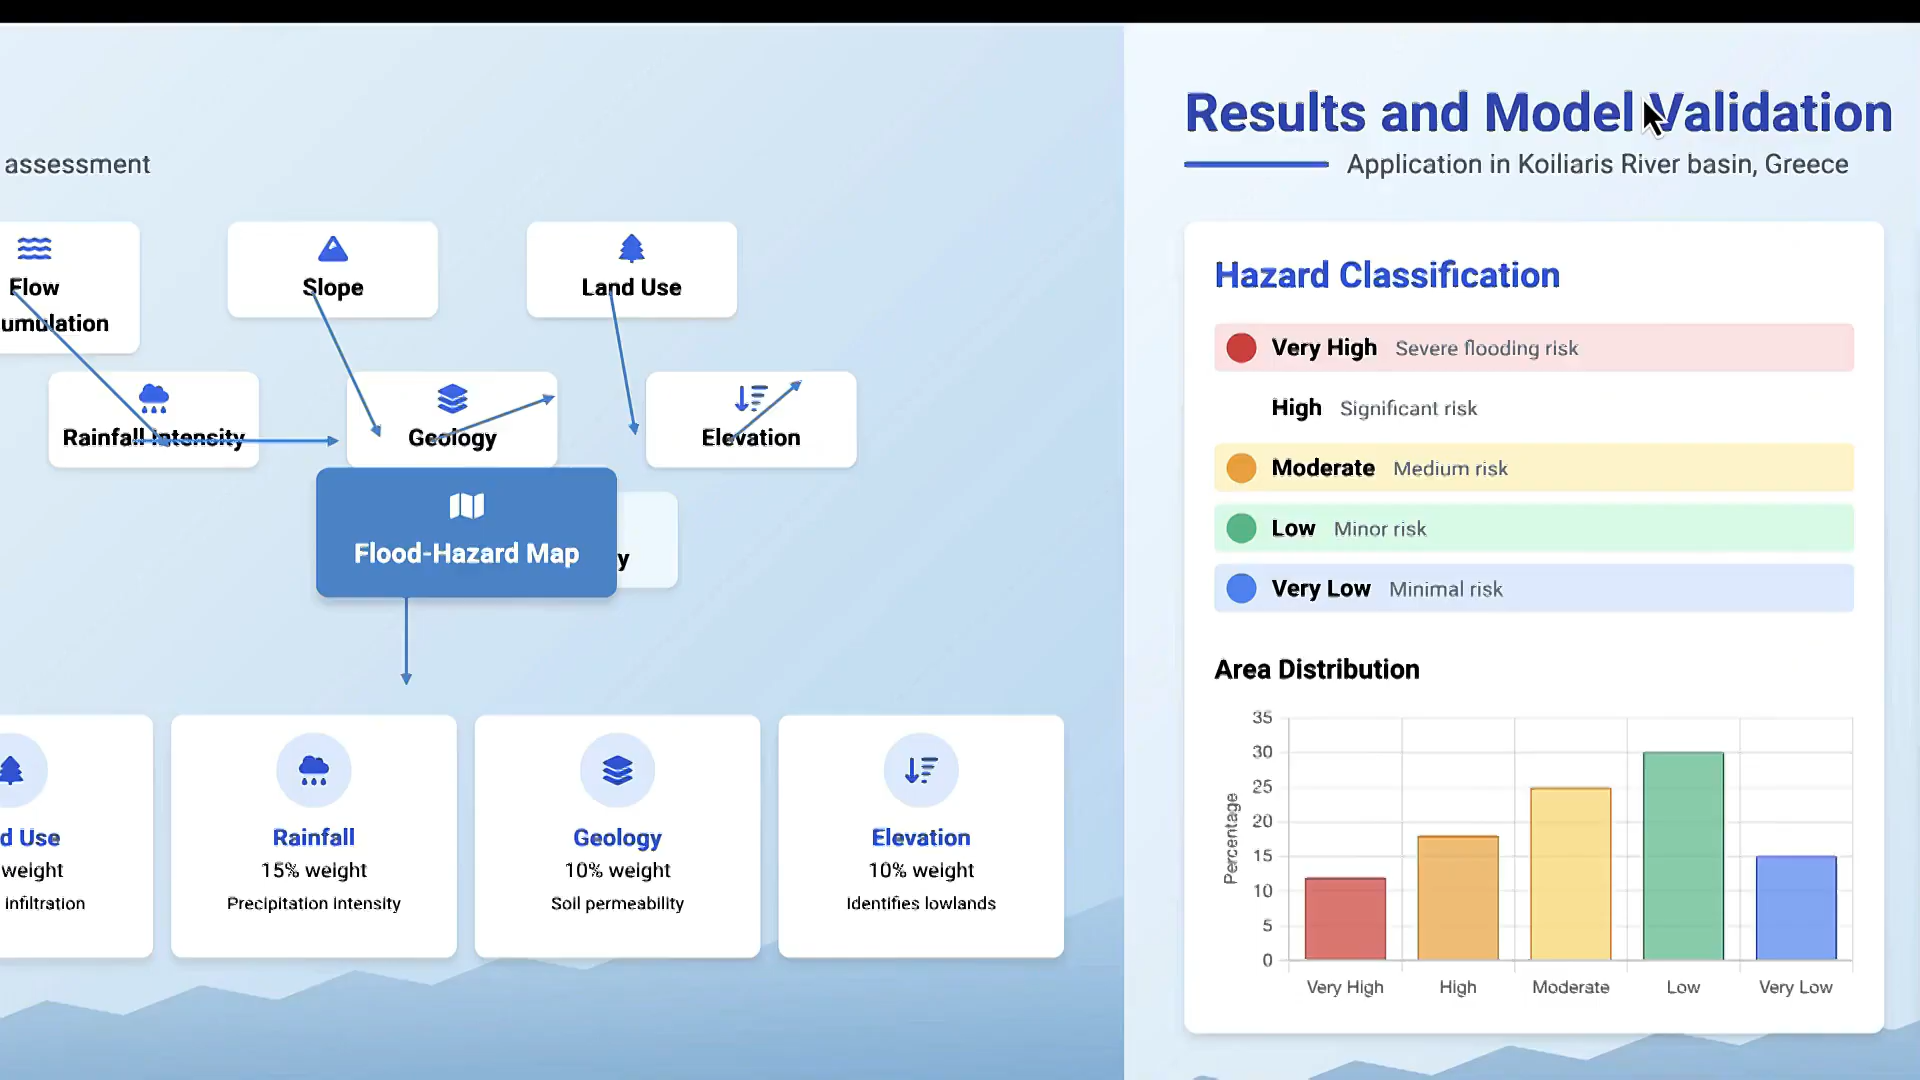 assessment
Flow
umulation
Slope
Land Use
Rainfall Intensity
Geology
Elevation
Flood-Hazard Map
y
d Use
weight
infiltration
Rainfall
15% weight
Precipitation intensity
Geology
10% weight
Soil permeability
Elevation
10% weight
Identifies lowlands
Results and Model Validation
Application in Koiliaris River basin, Greece
Hazard Classification
Very High Severe flooding risk
High Significant risk
Moderate Medium risk
Low Minor risk
Very Low Minimal risk
Area Distribution
Percentage
35
30
25
20
15
10
5
0
Very High
High
Moderate
Low
Very Low